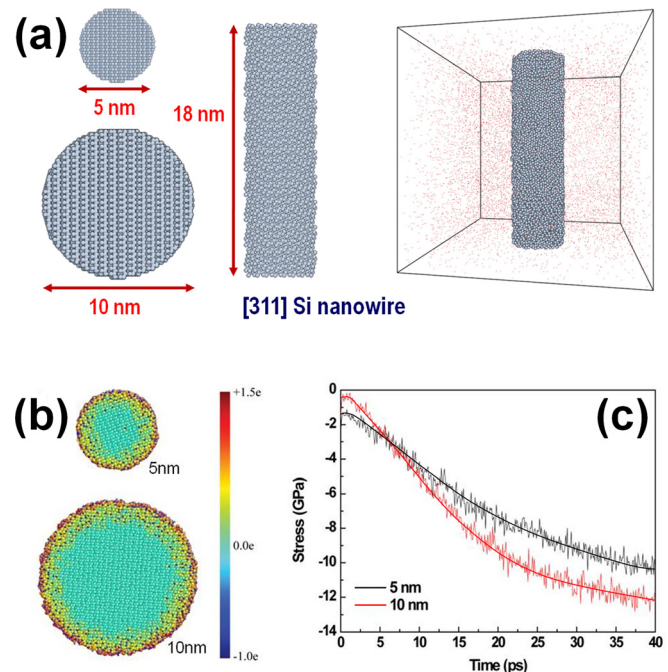 (a)
5 nm
18 nm
10 nm
[311] Si nanowire
(b)
+1.5e
5nm
0.0e
10nm
-1.0e
(c)
0
-2
-4
-6
-8
-10
-12
-14
Stress (GPa)
5 nm
10 nm
0 5 10 15 20 25 30 35 40
Time (ps)